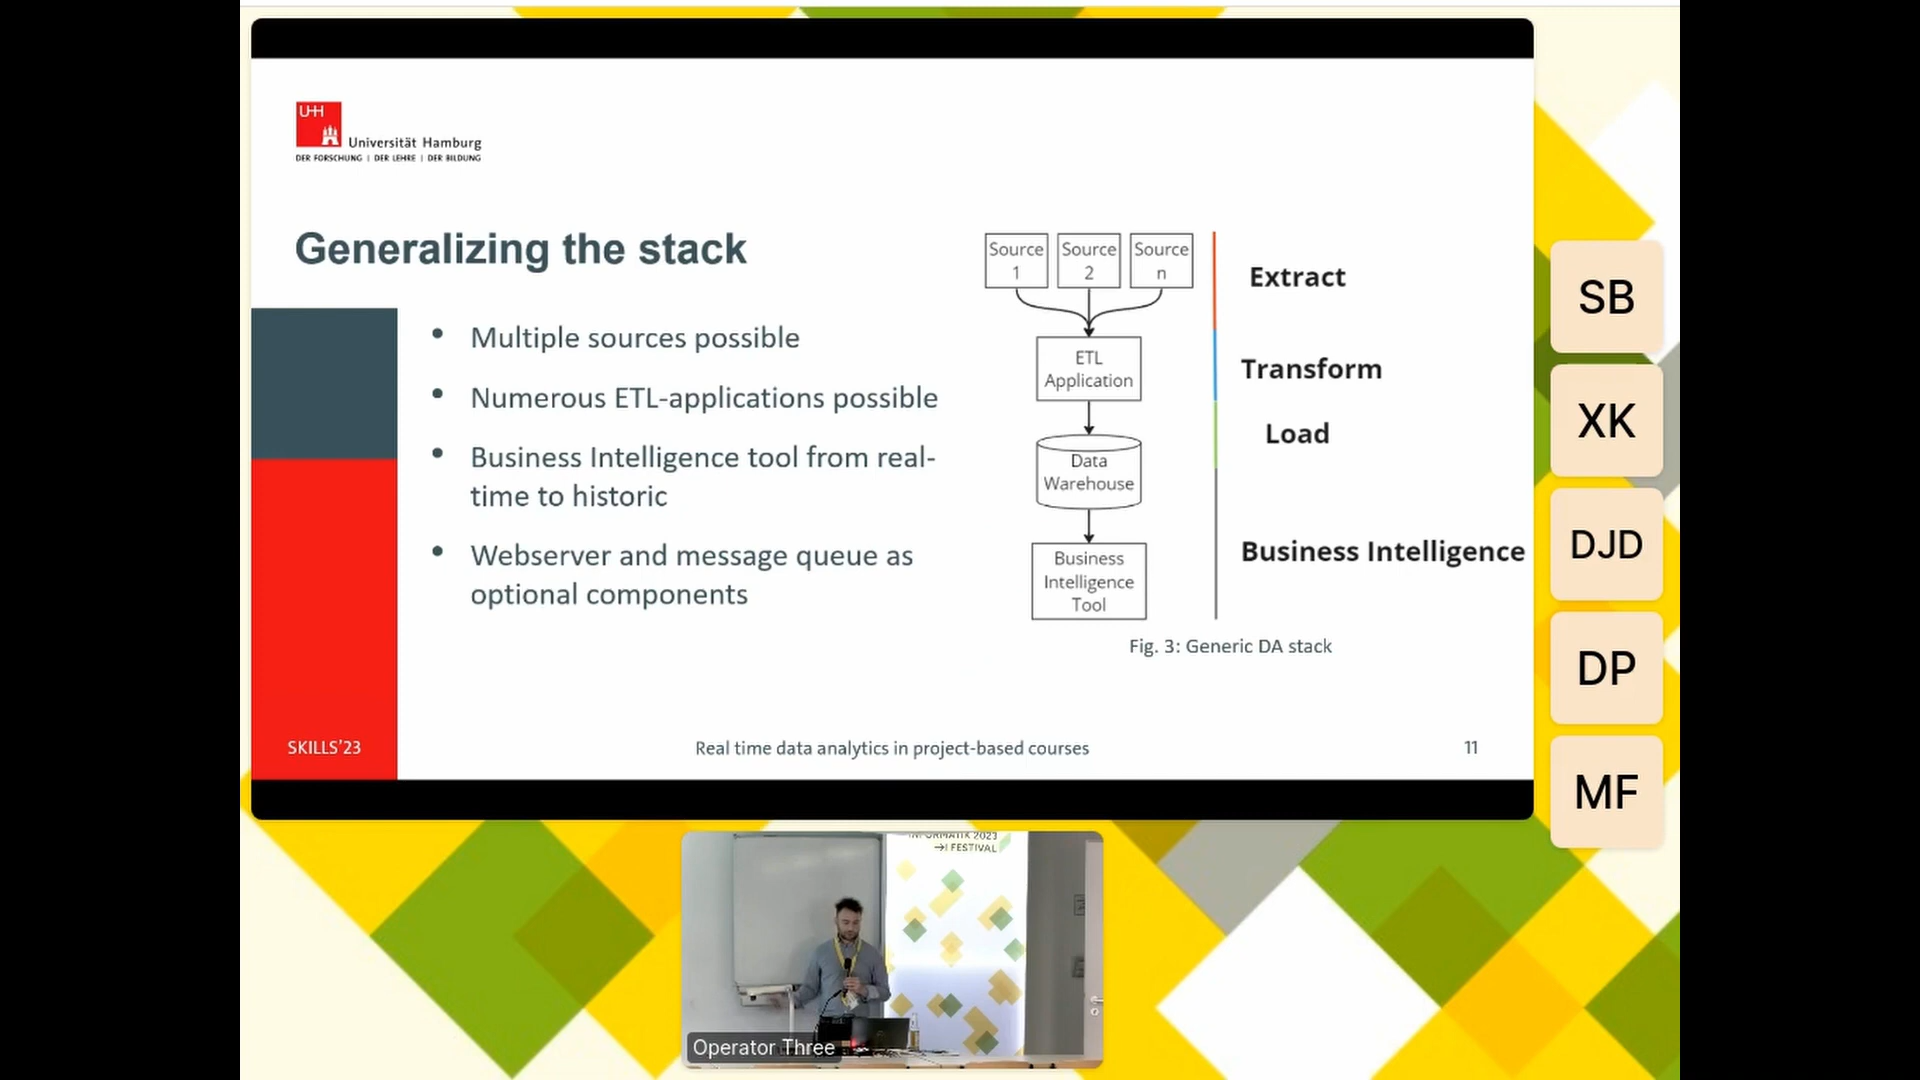 UHH
Universität Hamburg
DER FORSCHUNG | DER LEHRE | DER BILDUNG
Generalizing the stack
• Multiple sources possible
• Numerous ETL-applications possible
• Business Intelligence tool from real-
time to historic
• Webserver and message queue as
optional components
Source
1
Source
2
Source
n
ETL
Application
Data
Warehouse
Business
Intelligence
Tool
Extract
Transform
Load
Business Intelligence
Fig. 3: Generic DA stack
SKILLS'23
Real time data analytics in project-based courses
11
SB
XK
DJD
DP
MF
INFORMATIK 2023
I FESTIVAL
Operator Three